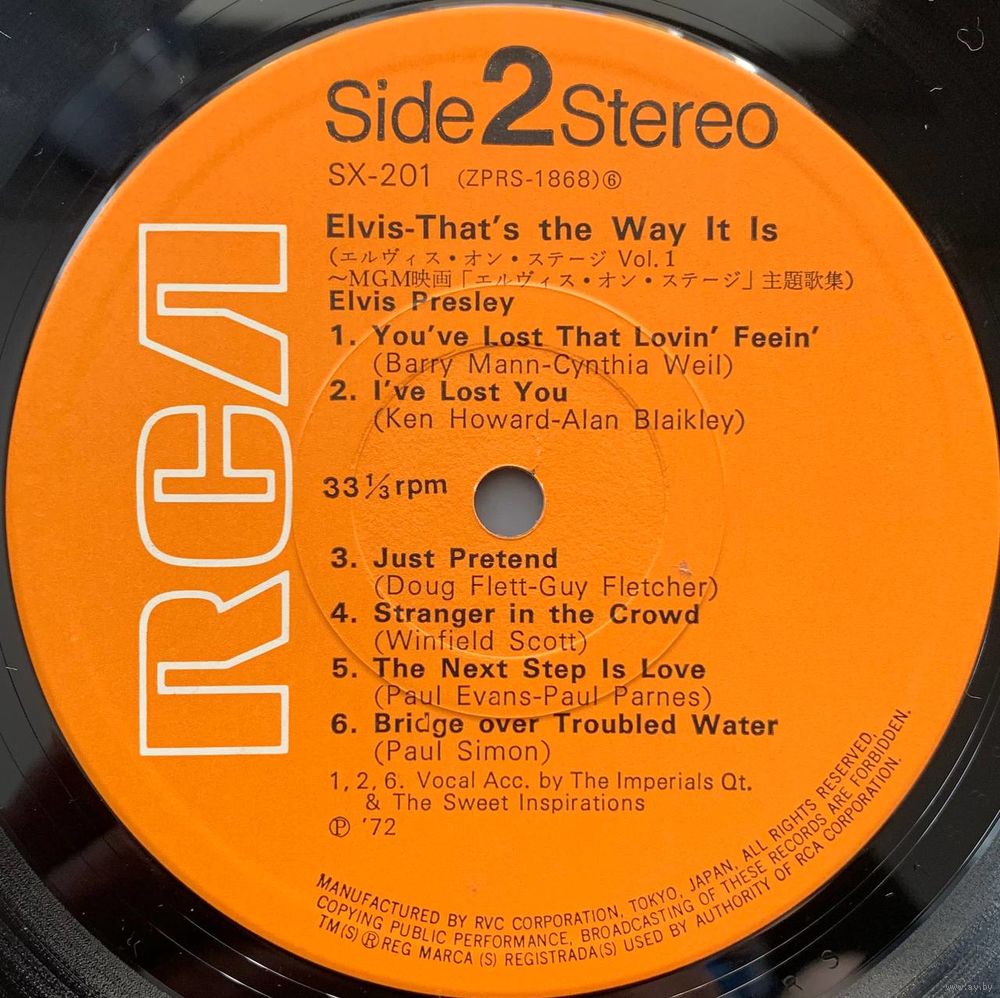 Side 2 Stereo
SX-201 (ZPRS-1868)⑥
Elvis-That's the Way It Is
(エルヴィス・オン・ステージ Vol.1
～MGM映画「エルヴィス・オン・ステージ」主題歌集)
Elvis Presley
1. You've Lost That Lovin' Feein'
(Barry Mann-Cynthia Weil)
2. I've Lost You
(Ken Howard-Alan Blaikley)
RCA
33 1/3 rpm
3. Just Pretend
(Doug Flett-Guy Fletcher)
4. Stranger in the Crowd
(Winfield Scott)
5. The Next Step Is Love
(Paul Evans-Paul Parnes)
6. Bridge over Troubled Water
(Paul Simon)
1, 2, 6. Vocal Acc. by The Imperials Qt.
& The Sweet Inspirations
℗ '72
MANUFACTURED BY RVC CORPORATION, TOKYO, JAPAN, ALL RIGHTS RESERVED,
COPYING PUBLIC PERFORMANCE, BROADCASTING OF THESE RECORDS ARE FORBIDDEN.
TM(S) ® REG MARCA (S) REGISTRADA(S) USED BY AUTHORITY OF RCA CORPORATION.
P S
www.ay.by